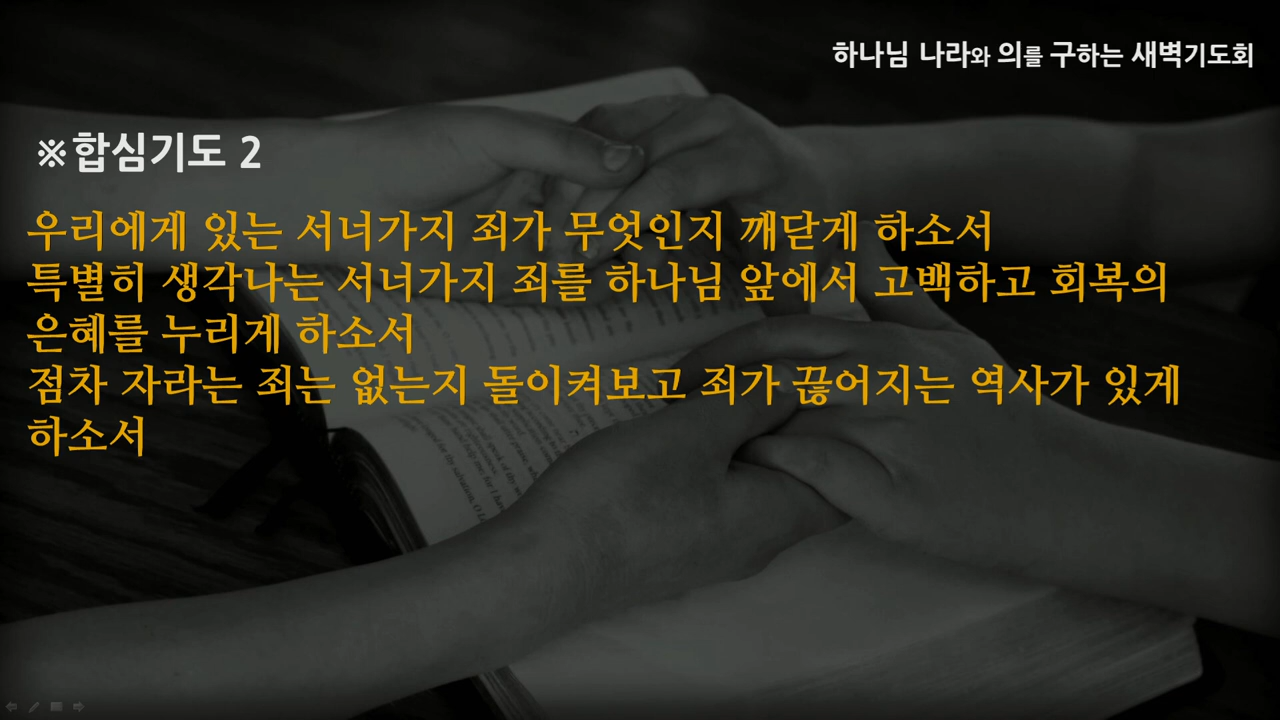 하나님 나라와 의를 구하는 새벽기도회
※합심기도 2
우리에게 있는 서너가지 죄가 무엇인지 깨닫게 하소서
특별히 생각나는 서너가지 죄를 하나님 앞에서 고백하고 회복의
은혜를 누리게 하소서
점차 자라는 죄는 없는지 돌이켜보고 죄가 끊어지는 역사가 있게
하소서